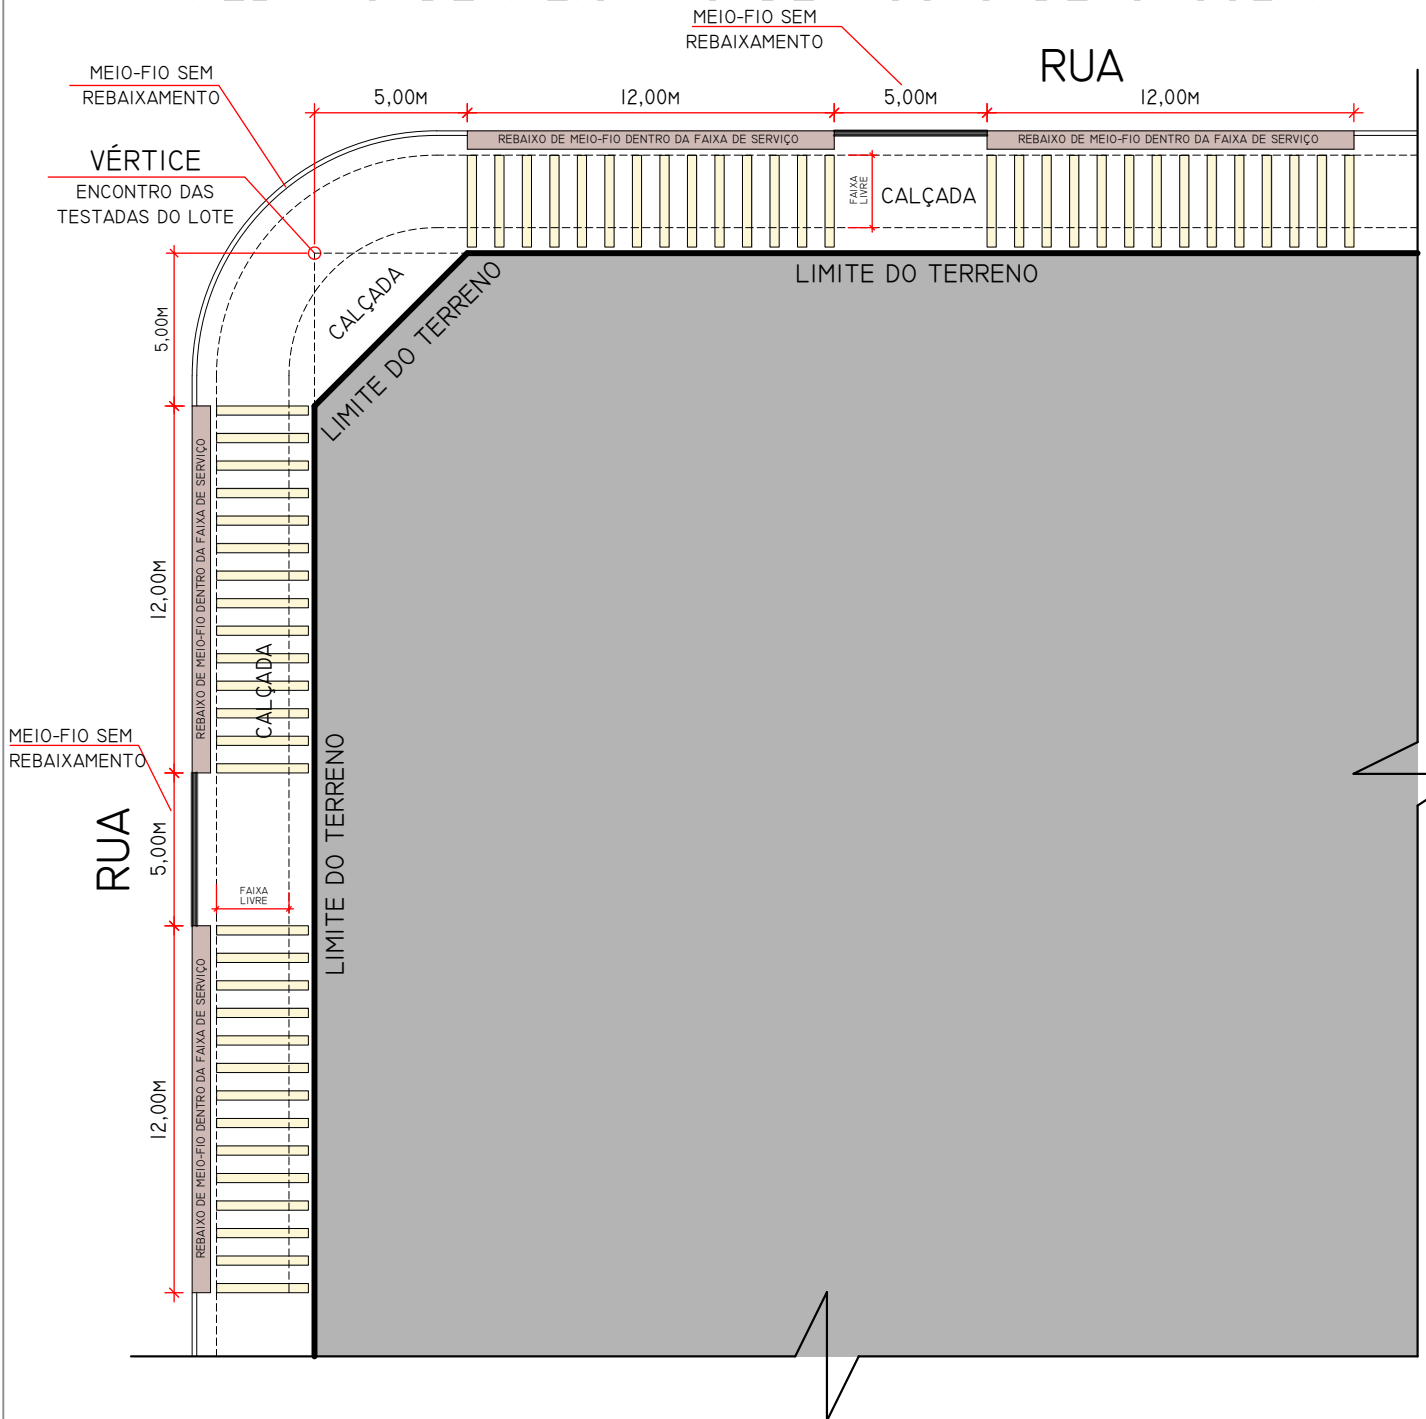 MEIO-FIO SEM
REBAIXAMENTO
RUA
MEIO-FIO SEM
REBAIXAMENTO
5,00M
12,00M
5,00M
12,00M
REBAIXO DE MEIO-FIO DENTRO DA FAIXA DE SERVIÇO
REBAIXO DE MEIO-FIO DENTRO DA FAIXA DE SERVIÇO
VÉRTICE
ENCONTRO DAS
TESTADAS DO LOTE
FAIXA
LIVRE
CALÇADA
LIMITE DO TERRENO
CALÇADA
LIMITE DO TERRENO
5,00M
12,00M
REBAIXO DE MEIO-FIO DENTRO DA FAIXA DE SERVIÇO
CALÇADA
MEIO-FIO SEM
REBAIXAMENTO
LIMITE DO TERRENO
RUA
5,00M
FAIXA
LIVRE
12,00M
REBAIXO DE MEIO-FIO DENTRO DA FAIXA DE SERVIÇO